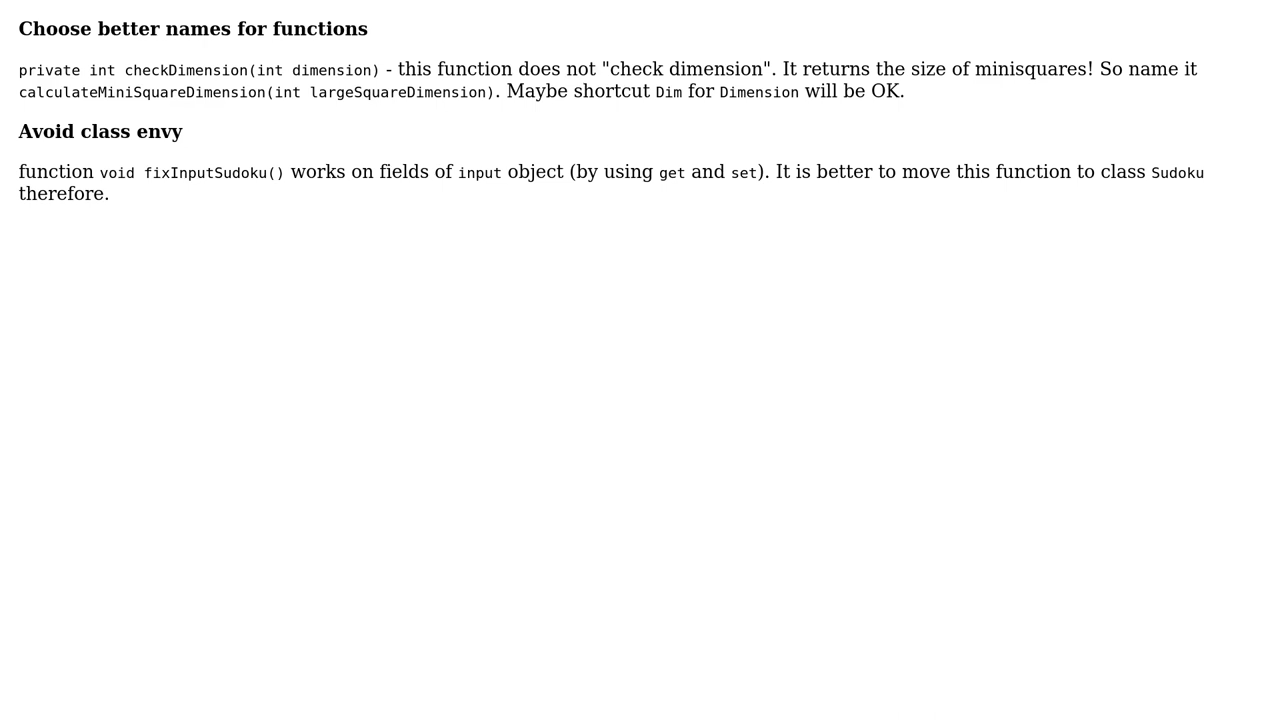 Choose better names for functions
private int checkDimension(int dimension) - this function does not "check dimension". It returns the size of minisquares! So name it
calculateMiniSquareDimension(int largeSquareDimension). Maybe shortcut Dim for Dimension will be OK.
Avoid class envy
function void fixInputSudoku() works on fields of input object (by using get and set). It is better to move this function to class Sudoku
therefore.